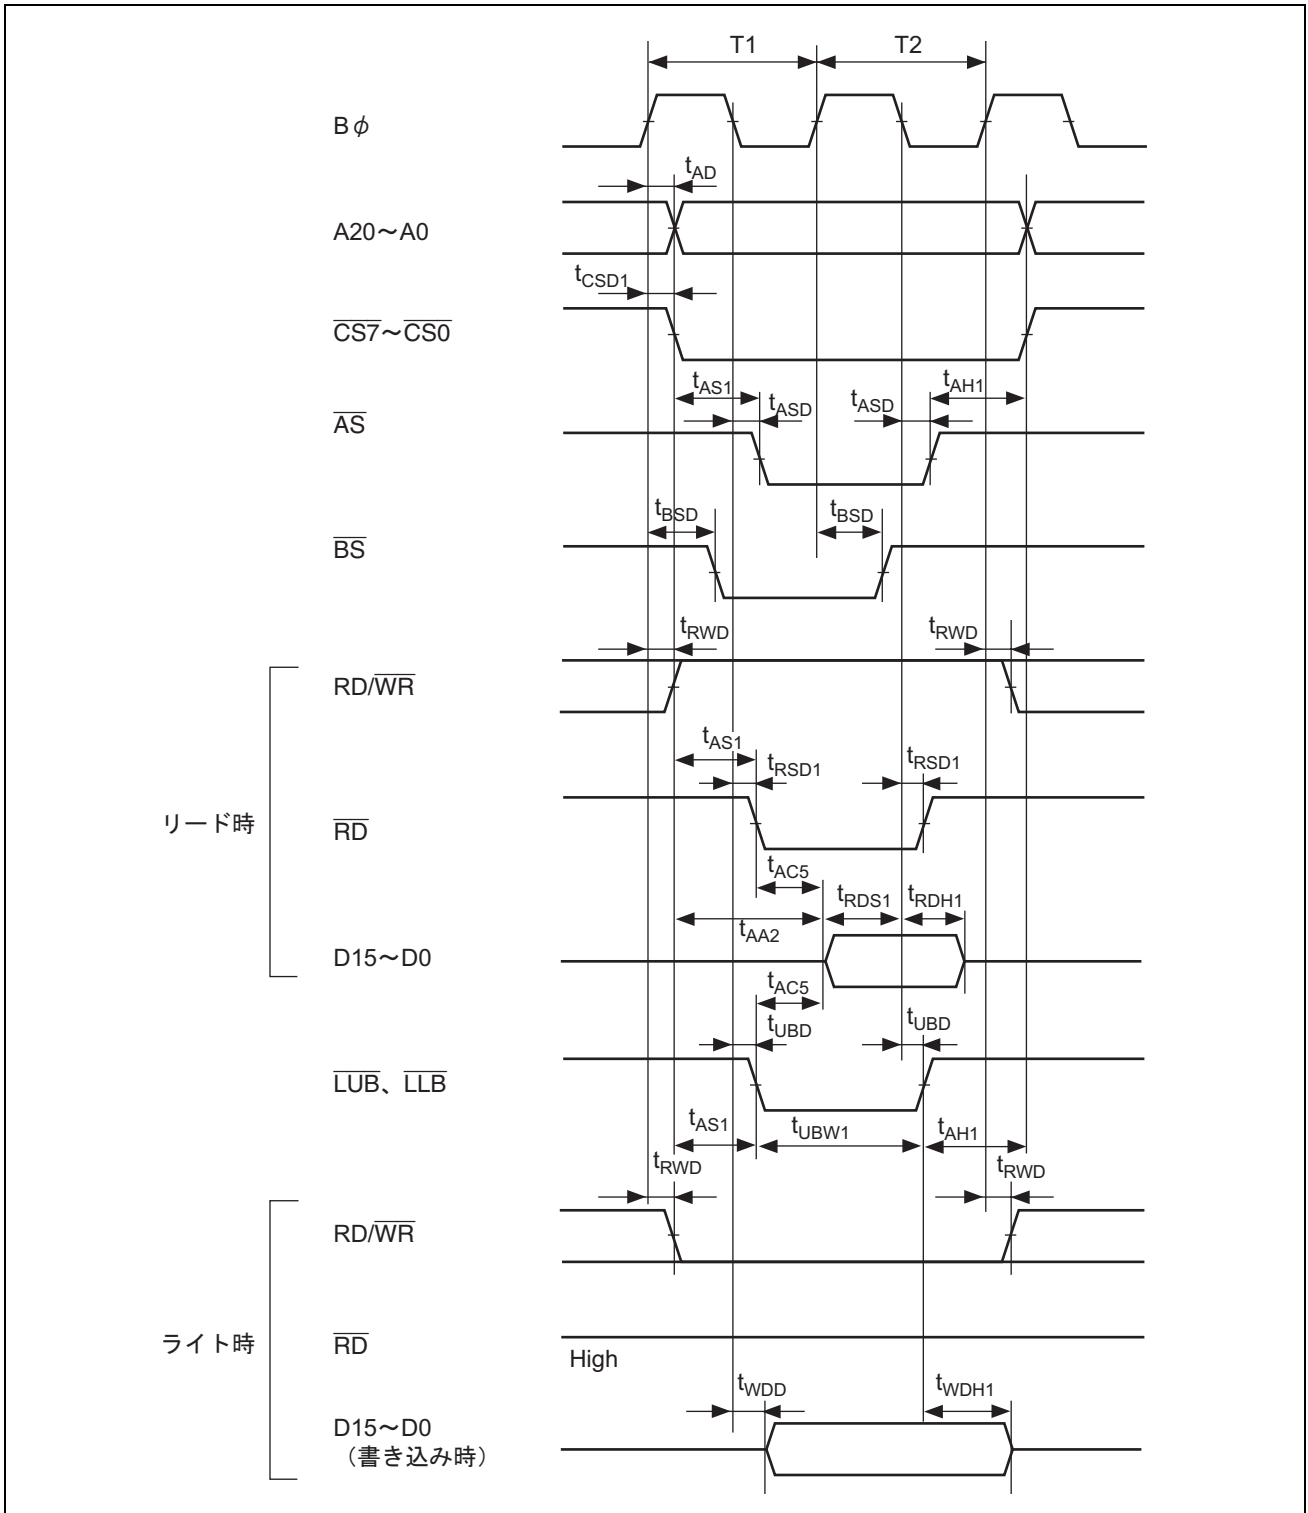 T1 T2
Bφ
tAD
A20〜A0
tCSD1
CS7〜CS0
tAS1 tASD tASD tAH1
AS
tBSD tBSD
BS
tRWD tRWD
RD/WR
tAS1 tRSD1 tRSD1
リード時
RD
tAC5
tRDS1 tRDH1
tAA2
D15〜D0
tAC5
tUBD tUBD
LUB、LLB
tAS1 tUBW1 tAH1
tRWD tRWD
RD/WR
ライト時
RD
High
tWDD tWDH1
D15〜D0
（書き込み時）